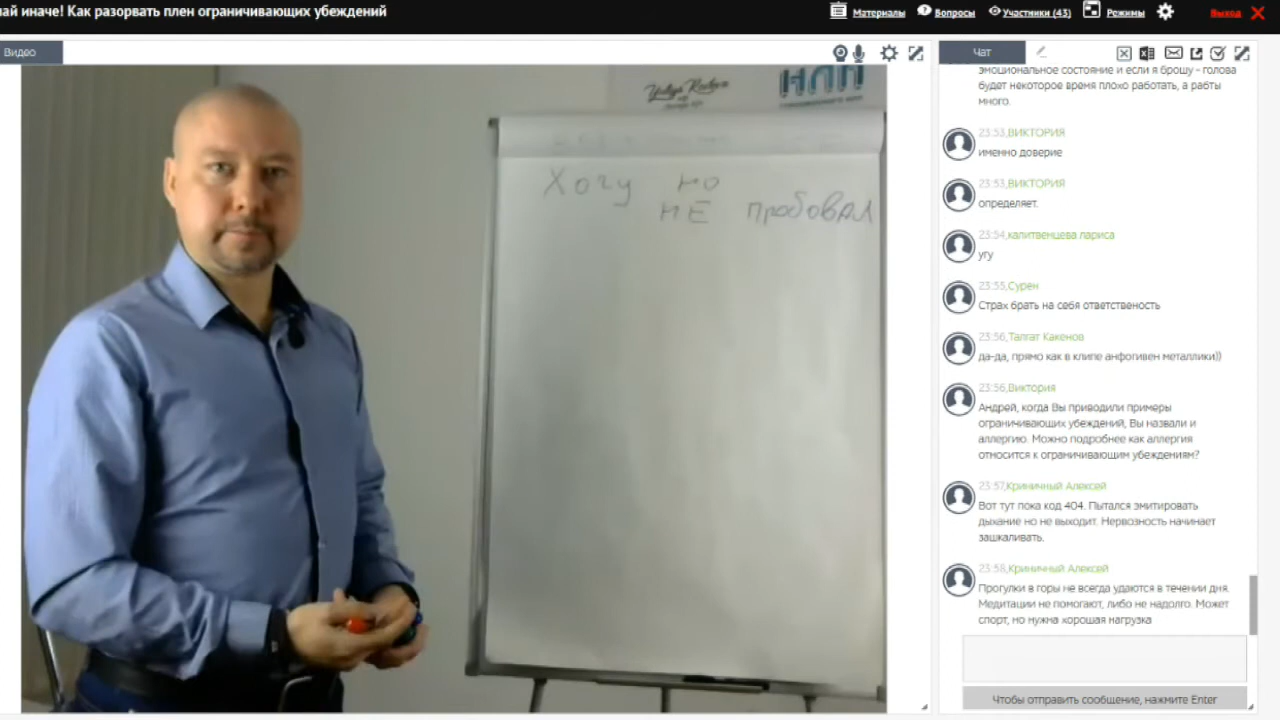 най иначе! Как разорвать плен ограничивающих убеждений
Материалы
Вопросы
Участники (43)
Режимы
Выход
Видео
НЛП
Хочу но
НЕ пробовал
Чат
эмоциональное состояние и если я брошу - голова
будет некоторое время плохо работать, а рабты
много.
23:53,ВИКТОРИЯ
именно доверие
23:53,ВИКТОРИЯ
определяет.
23:54,калитвенцева лариса
угу
23:55,Сурен
Страх брать на себя ответственость
23:56,Талгат Какенов
да-да, прямо как в клипе анфогивен металлики))
23:56,Виктория
Андрей, когда Вы приводили примеры
ограничивающих убеждений, Вы назвали и
аллергию. Можно подробнее как аллергия
относится к ограничивающим убеждениям?
23:57,Криничный Алексей
Вот тут пока код 404. Пытался эмитировать
дыхание но не выходит. Нервозность начинает
зашкаливать.
23:58,Криничный Алексей
Прогулки в горы не всегда удаются в течении дня.
Медитации не помогают, либо не надолго. Может
спорт, но нужна хорошая нагрузка
Чтобы отправить сообщение, нажмите Enter